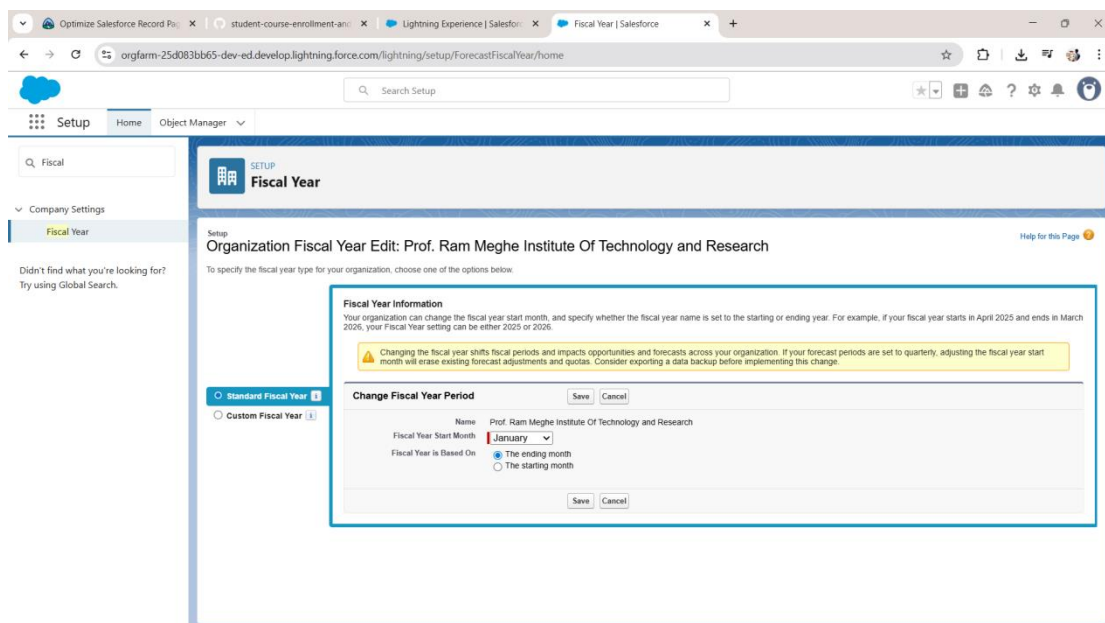 Optimize Salesforce Record Pag
student-course-enrollment-and
Lightning Experience | Salesforc
Fiscal Year | Salesforce
orgfarm-25d083bb65-dev-ed.develop.lightning.force.com/lightning/setup/ForecastFiscalYear/home
Search Setup
Setup
Home
Object Manager
Fiscal
Company Settings
Fiscal Year
Didn't find what you're looking for?
Try using Global Search.
SETUP
Fiscal Year
Setup
Organization Fiscal Year Edit: Prof. Ram Meghe Institute Of Technology and Research
Help for this Page
To specify the fiscal year type for your organization, choose one of the options below.
Standard Fiscal Year i
Custom Fiscal Year i
Fiscal Year Information
Your organization can change the fiscal year start month, and specify whether the fiscal year name is set to the starting or ending year. For example, if your fiscal year starts in April 2025 and ends in March
2026, your Fiscal Year setting can be either 2025 or 2026.
Changing the fiscal year shifts fiscal periods and impacts opportunities and forecasts across your organization. If your forecast periods are set to quarterly, adjusting the fiscal year start
month will erase existing forecast adjustments and quotas. Consider exporting a data backup before implementing this change.
Change Fiscal Year Period
Save Cancel
Name Prof. Ram Meghe Institute Of Technology and Research
Fiscal Year Start Month January
Fiscal Year is Based On The ending month
The starting month
Save Cancel